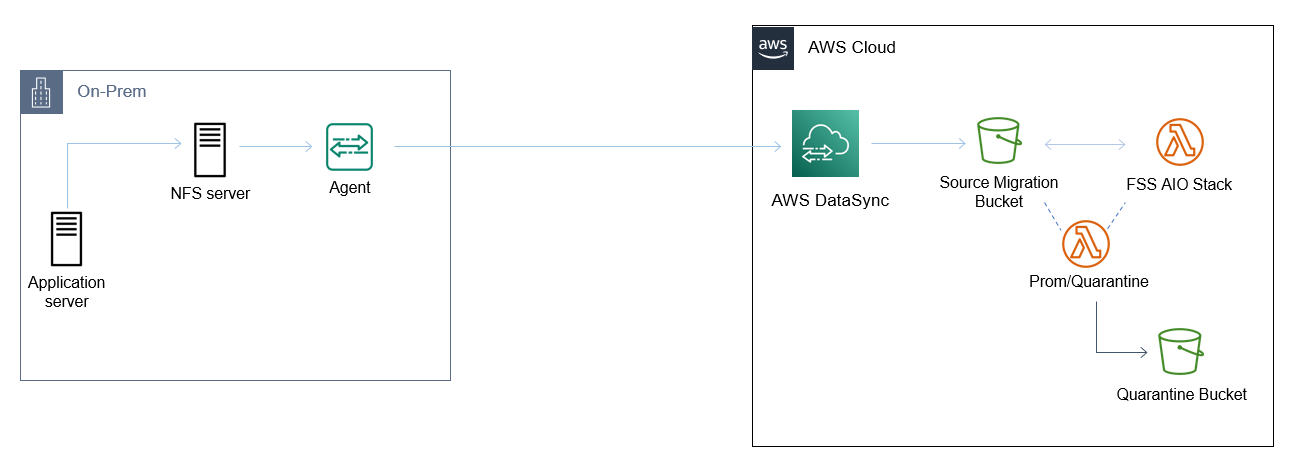 aws
AWS Cloud
On-Prem
NFS server
Agent
Application
server
AWS DataSync
Source Migration
Bucket
FSS AIO Stack
Prom/Quarantine
Quarantine Bucket